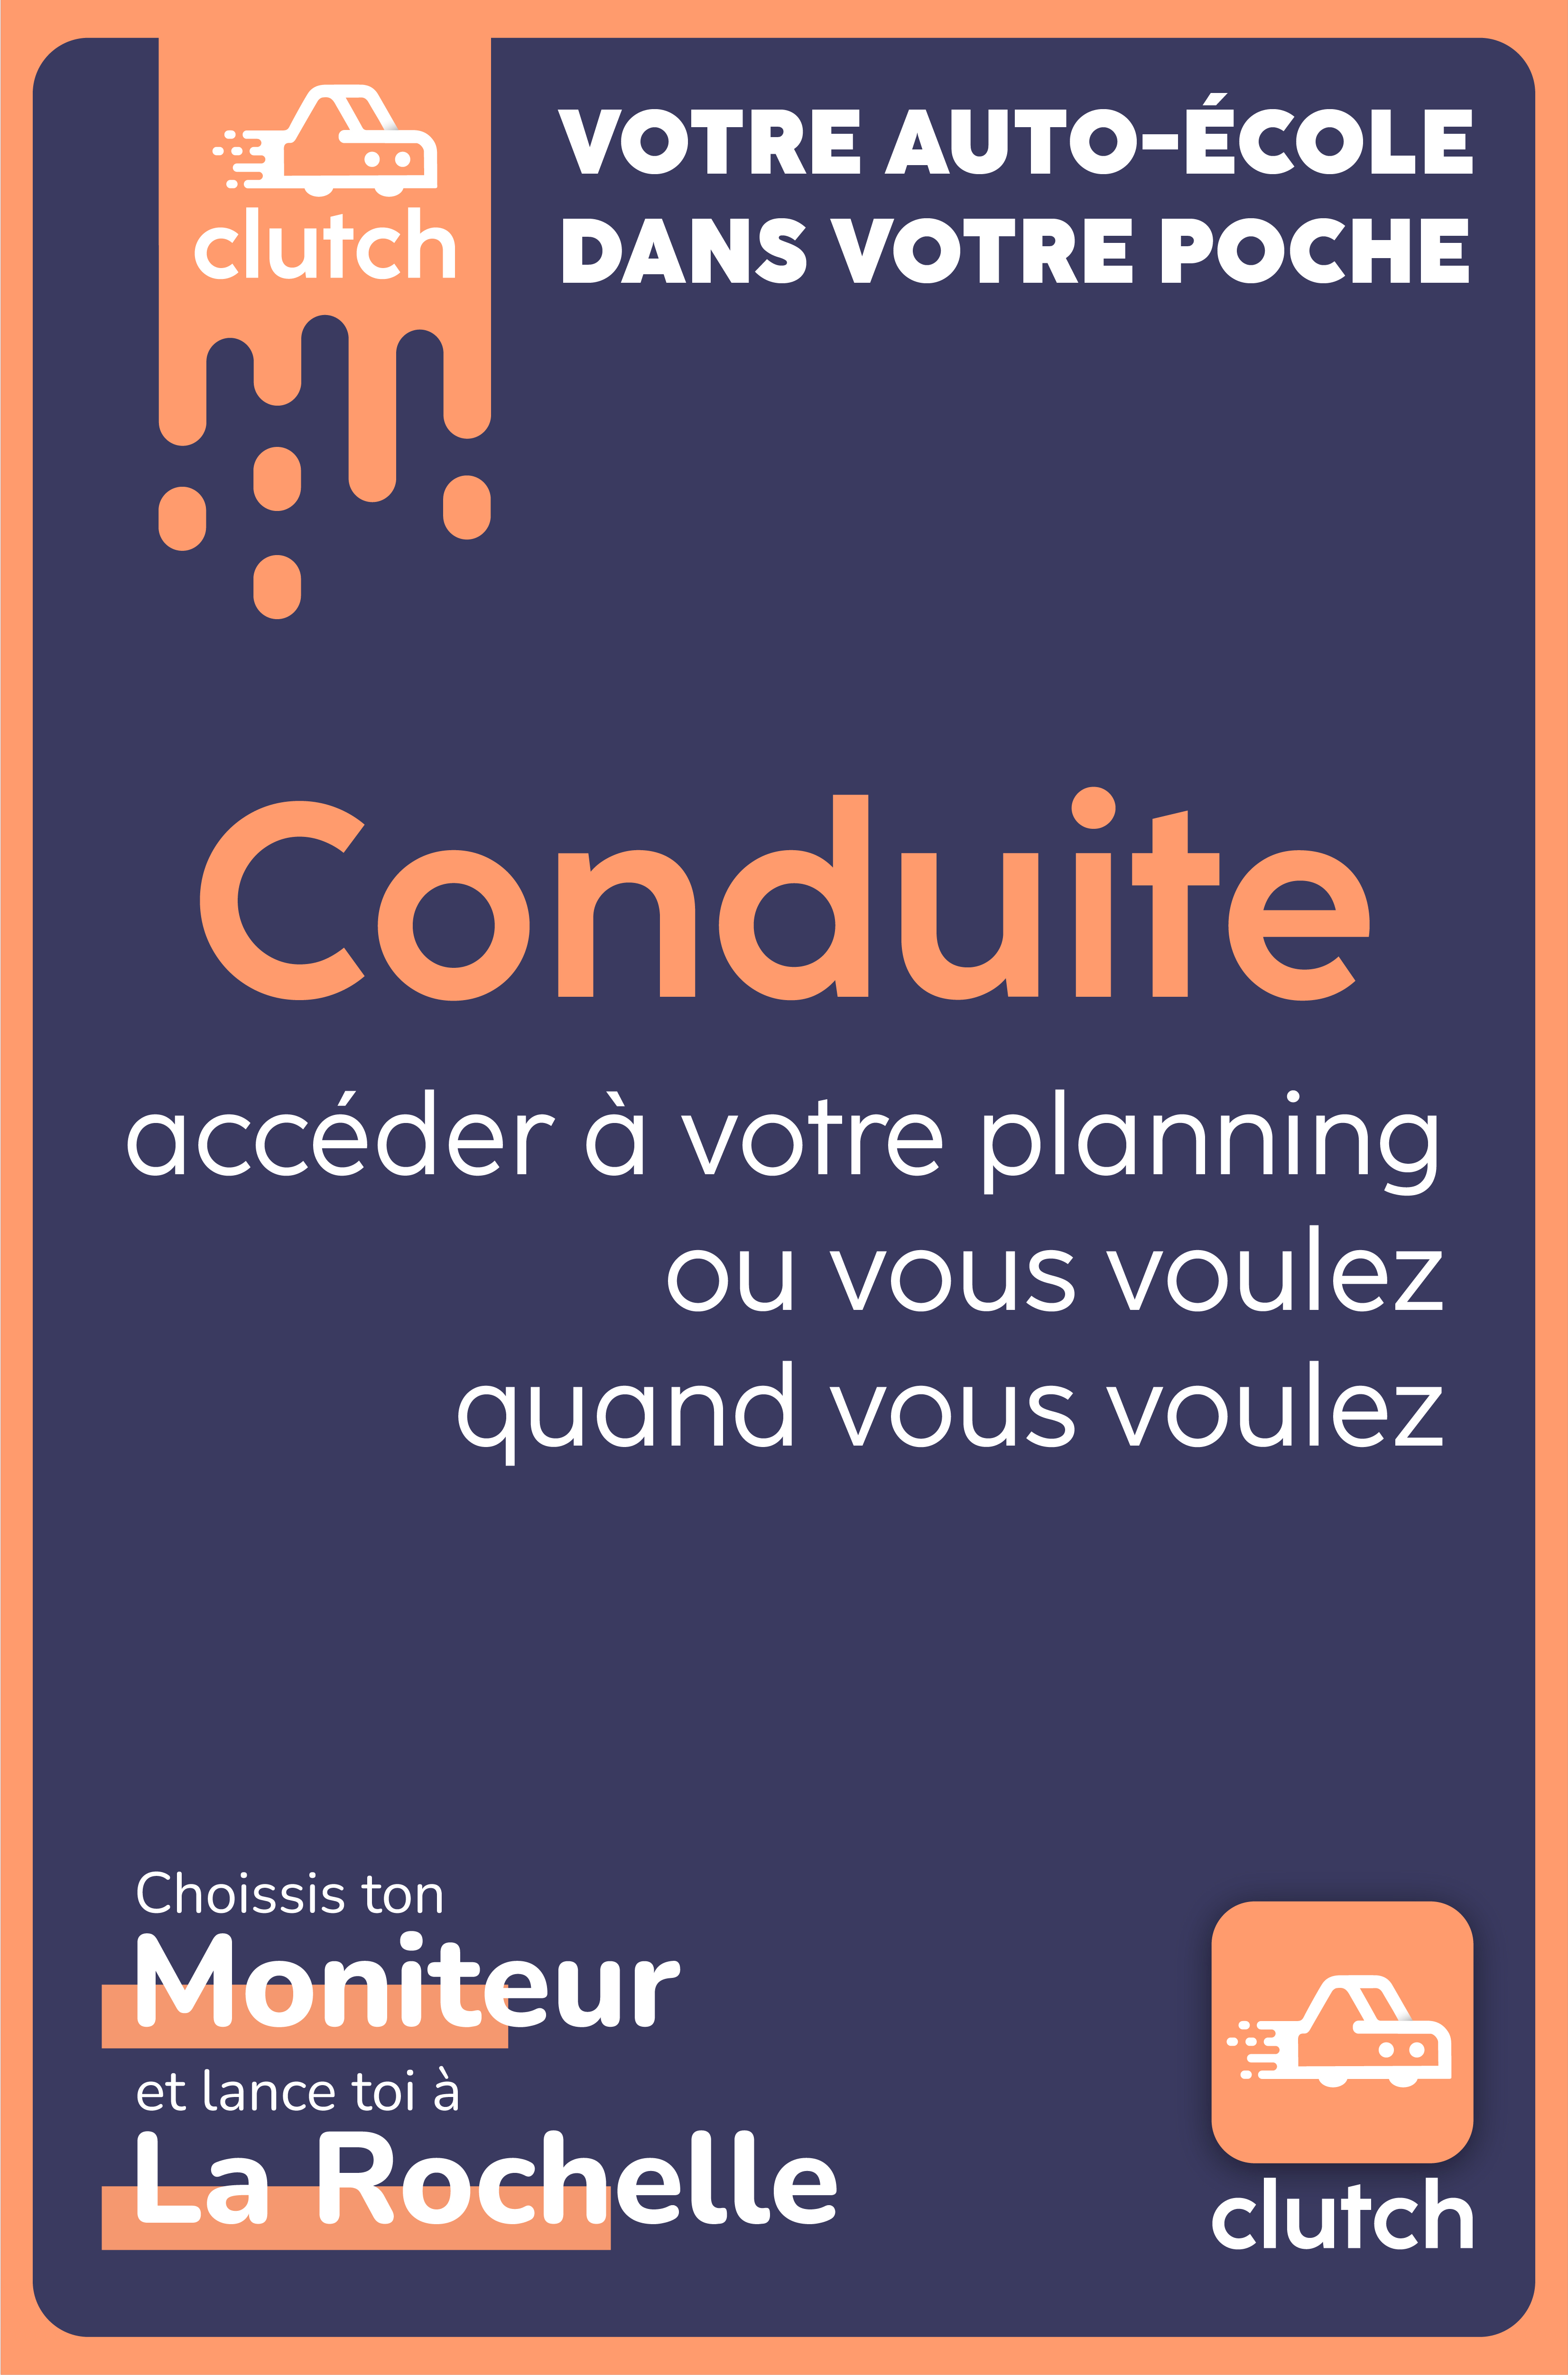 clutch
VOTRE AUTO-ÉCOLE
DANS VOTRE POCHE
Conduite
accéder à votre planning
ou vous voulez
quand vous voulez
Choissis ton
Moniteur
et lance toi à
La Rochelle
clutch